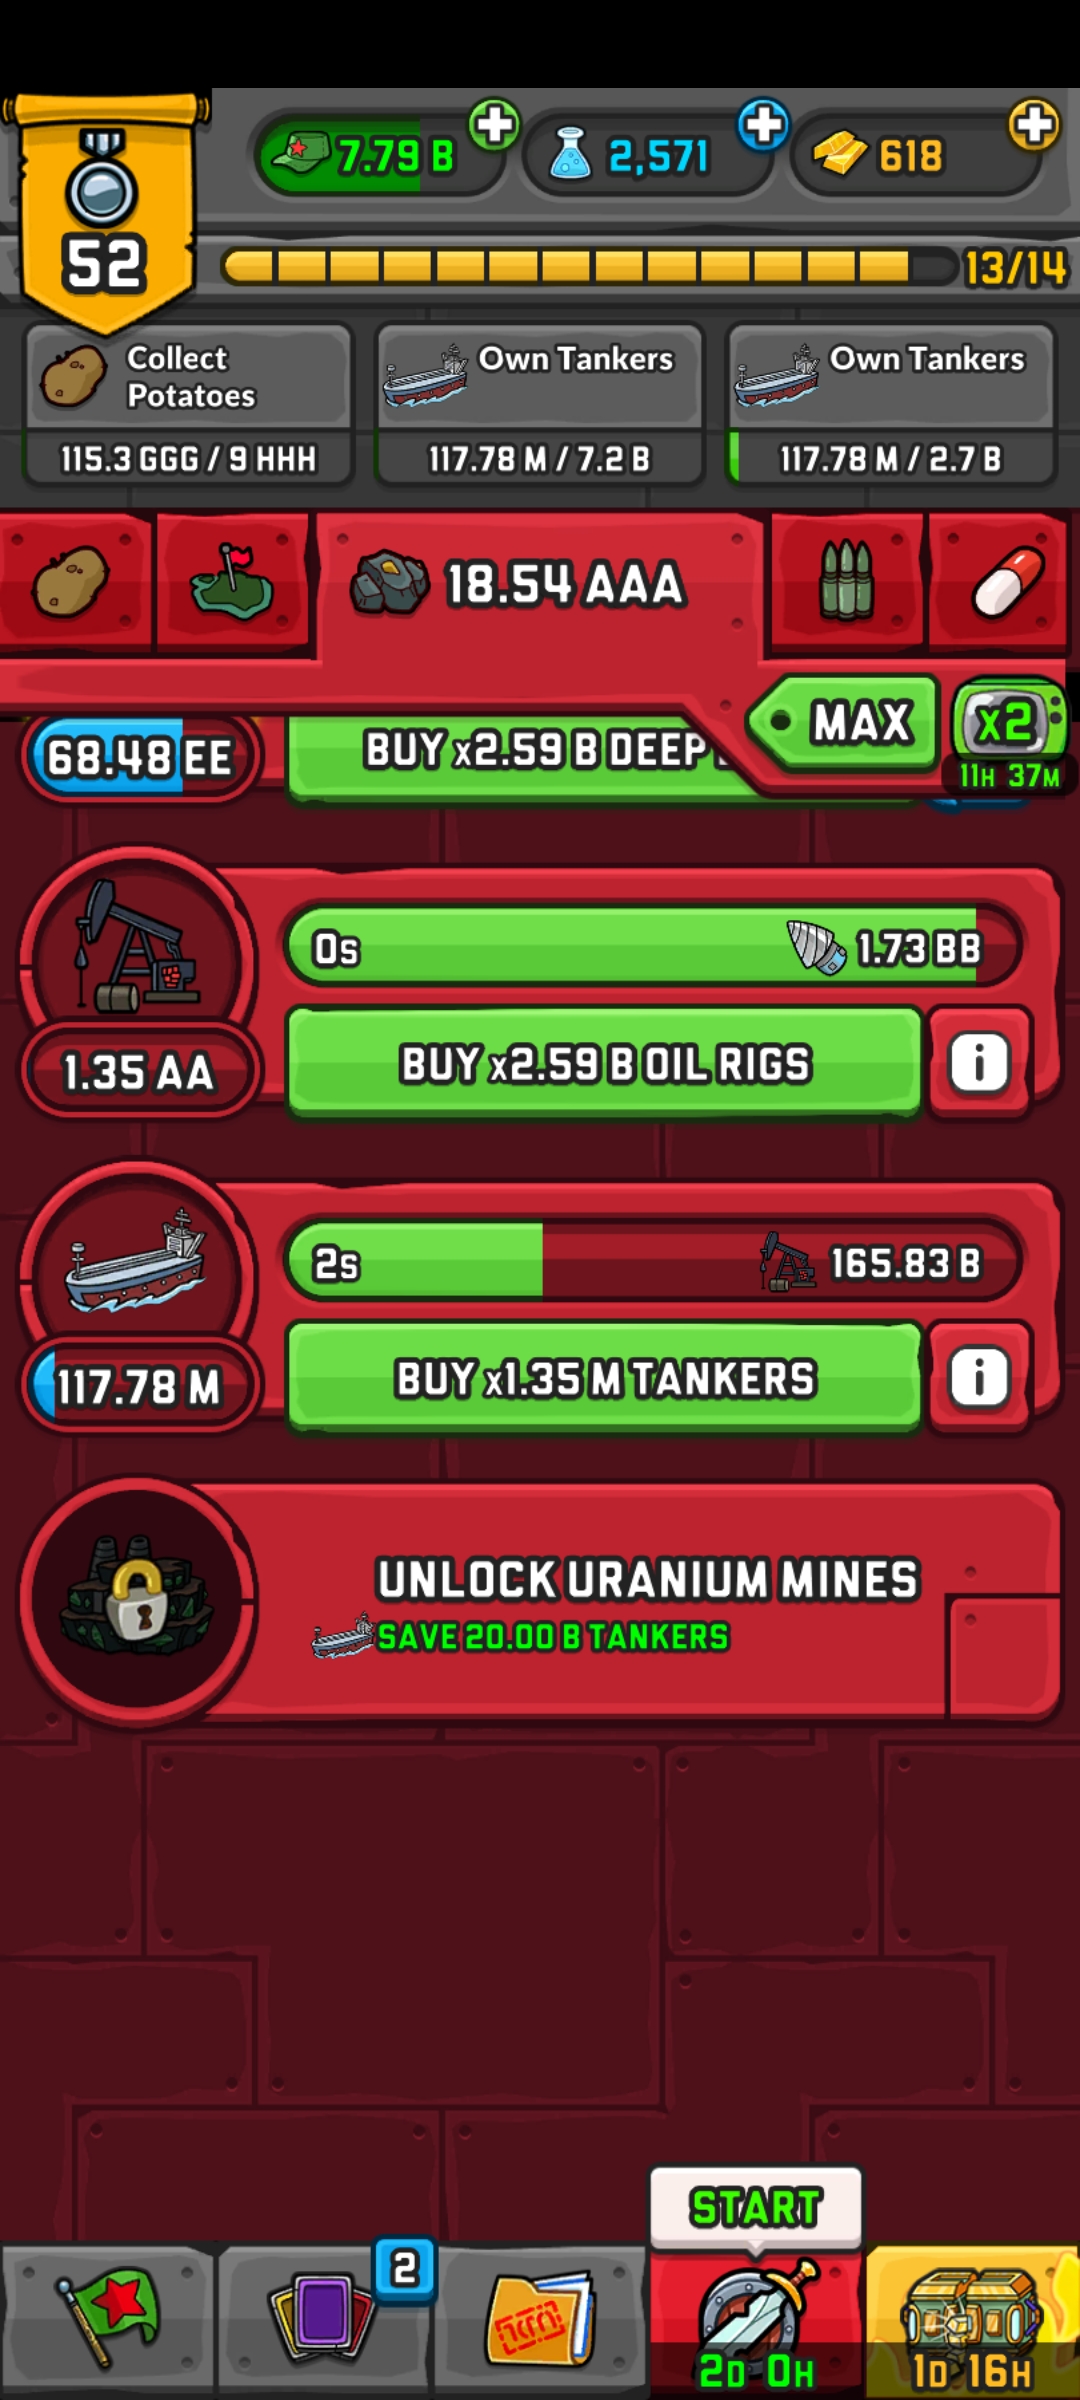 7.79 B
2,571
618
52
13/14
Collect
Potatoes
115.3 GGG / 9 HHH
Own Tankers
117.78 M / 7.2 B
Own Tankers
117.78 M / 2.7 B
18.54 AAA
MAX
x2
11H 37M
68.48 EE
BUY x2.59 B DEEP
0s
1.73 BB
1.35 AA
BUY x2.59 B OIL RIGS
i
2s
165.83 B
117.78 M
BUY x1.35 M TANKERS
i
UNLOCK URANIUM MINES
SAVE 20.00 B TANKERS
START
2
2D 0H
1D 16H